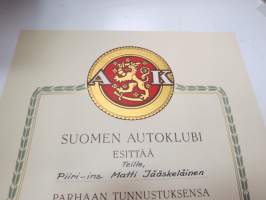 A K
SUOMEN AUTOKLUBI
ESITTÄÄ
Teille,
Piiri-ins. Matti Jääskeläinen
PARHAAN TUNNUSTUKSENSA